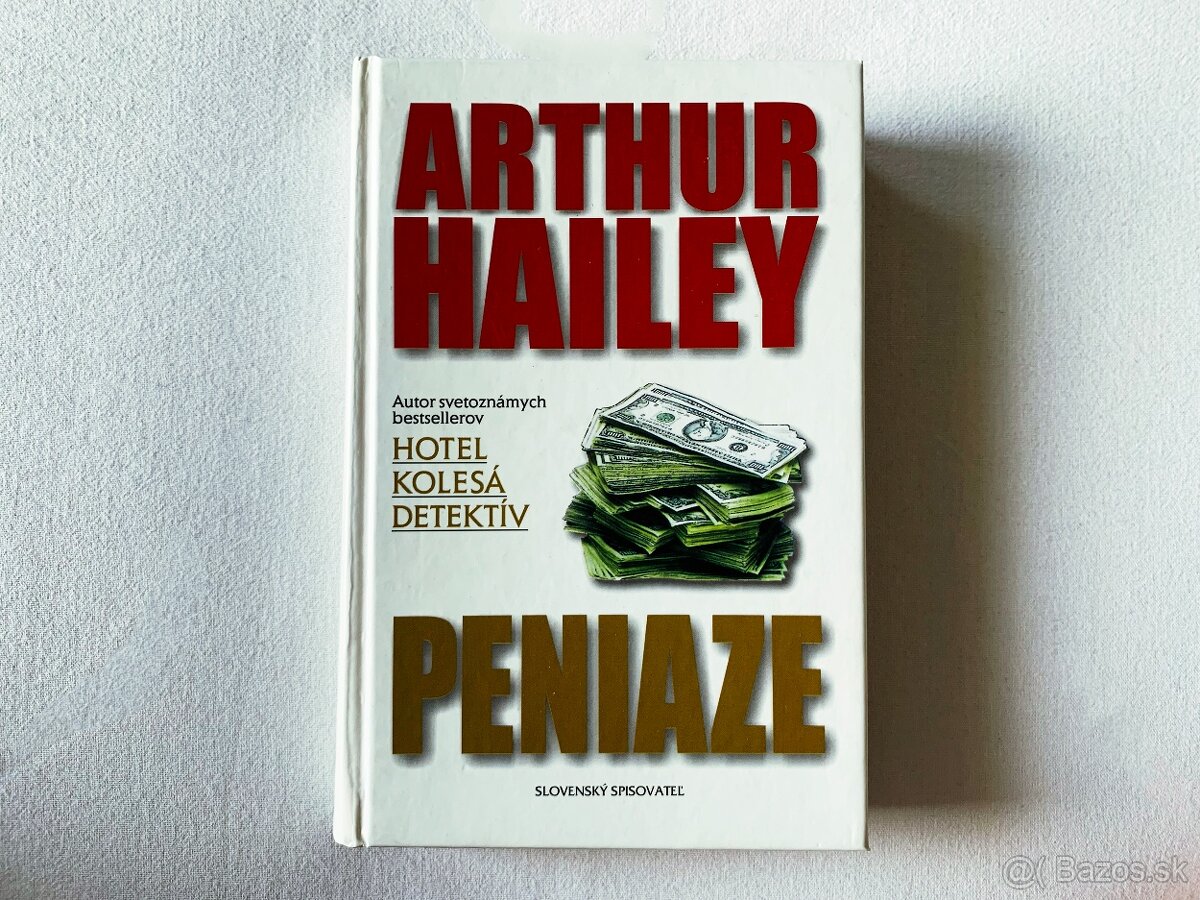 ARTHUR
HAILEY
Autor svetoznámych
bestsellerov
HOTEL
KOLESÁ
DETEKTÍV
PENIAZE
SLOVENSKÝ SPISOVATEĽ
@( Bazos.sk